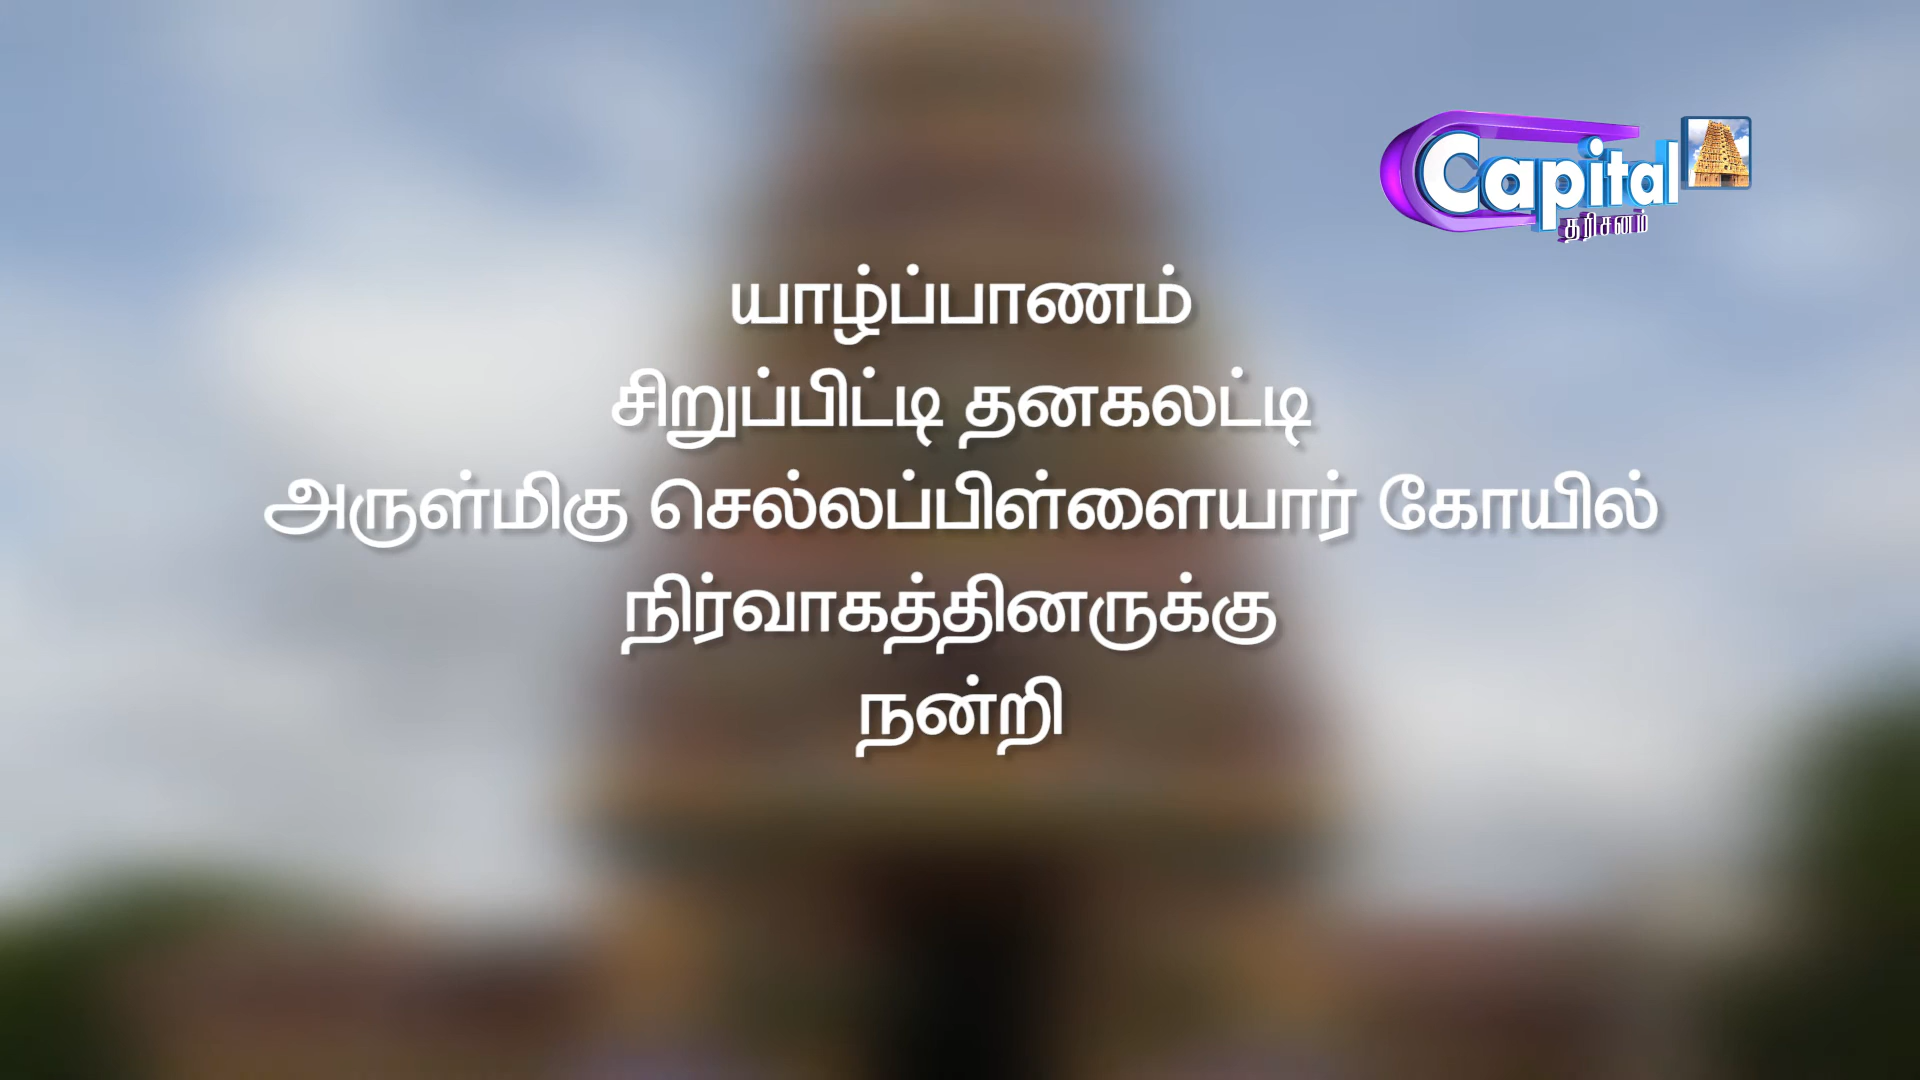 Capital
தரிசனம்
யாழ்ப்பாணம்
சிறுப்பிட்டி தனகலட்டி
அருள்மிகு செல்லப்பிள்ளையார் கோயில்
நிர்வாகத்தினருக்கு
நன்றி